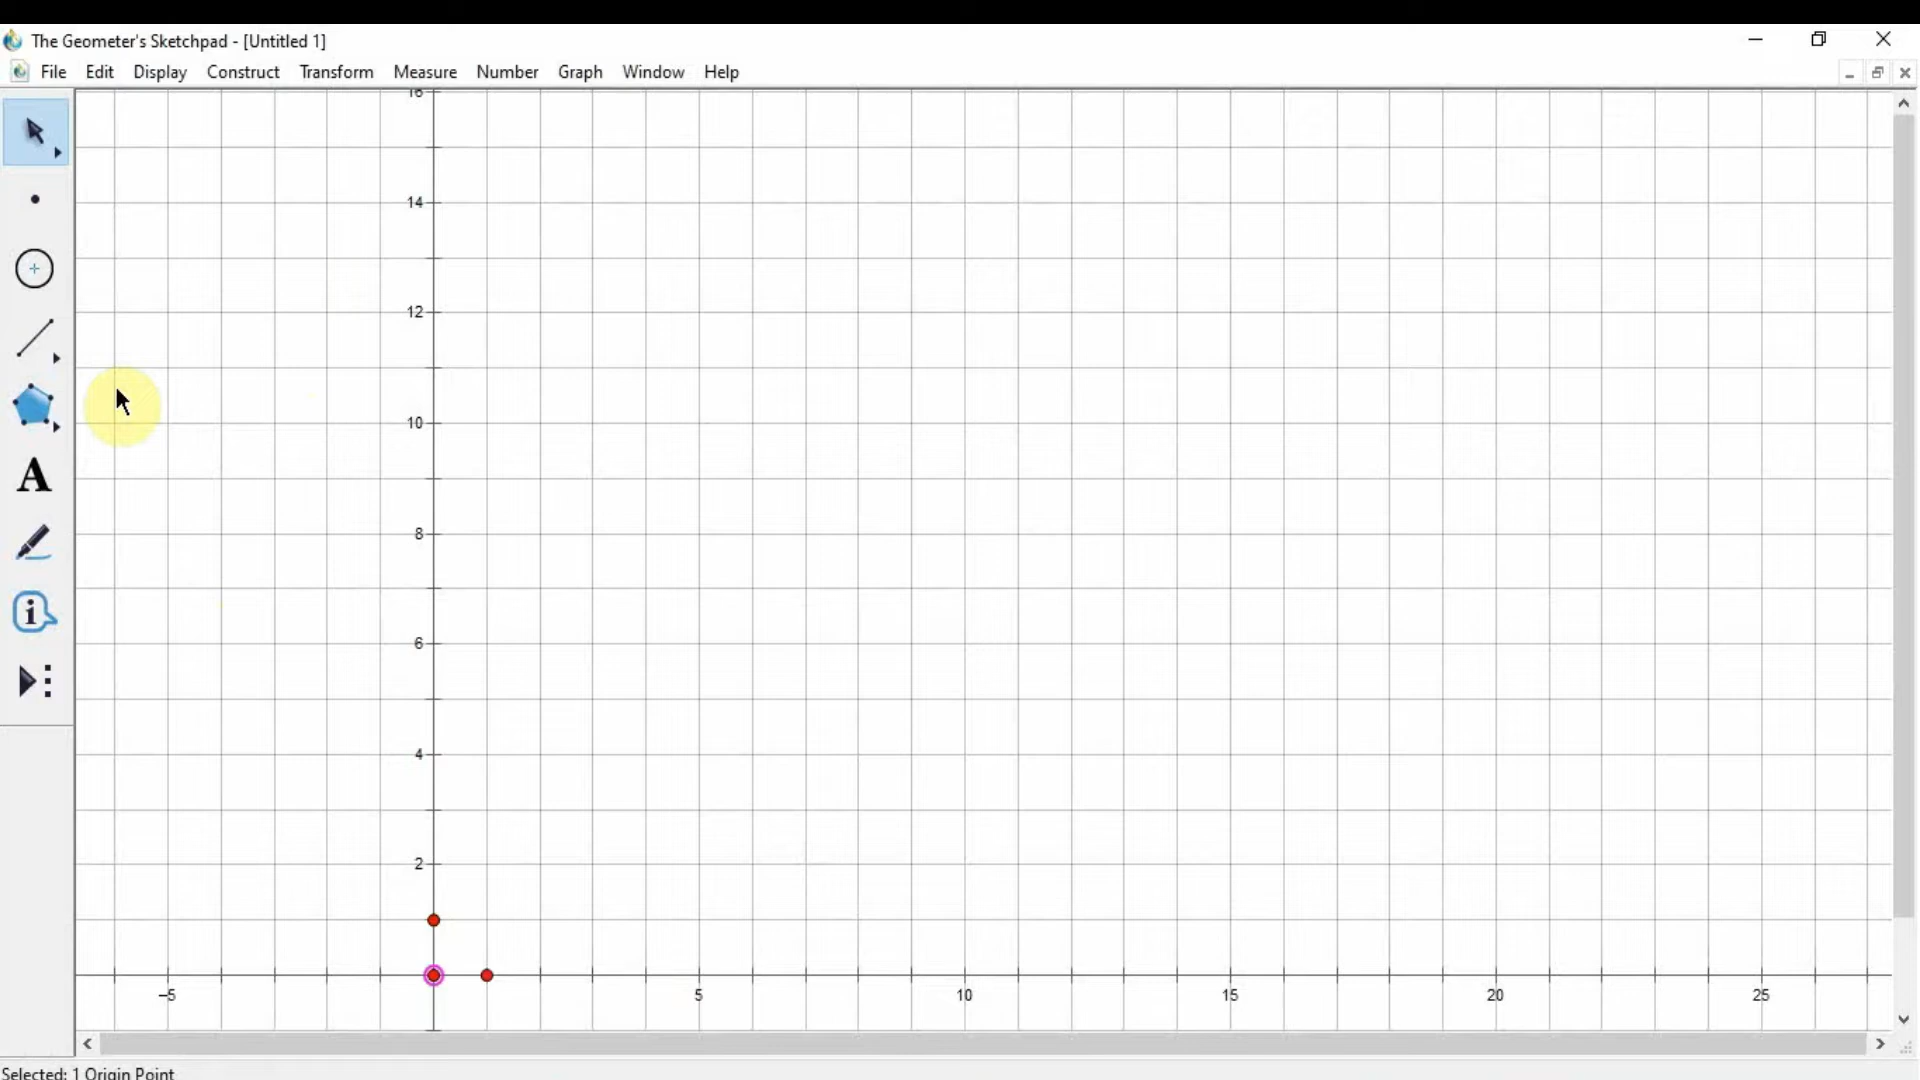 The Geometer's Sketchpad - [Untitled 1]
File Edit Display Construct Transform Measure Number Graph Window Help
16
14
12
10
8
6
4
2
-5 5 10 15 20 25
A
i
Selected: 1 Origin Point